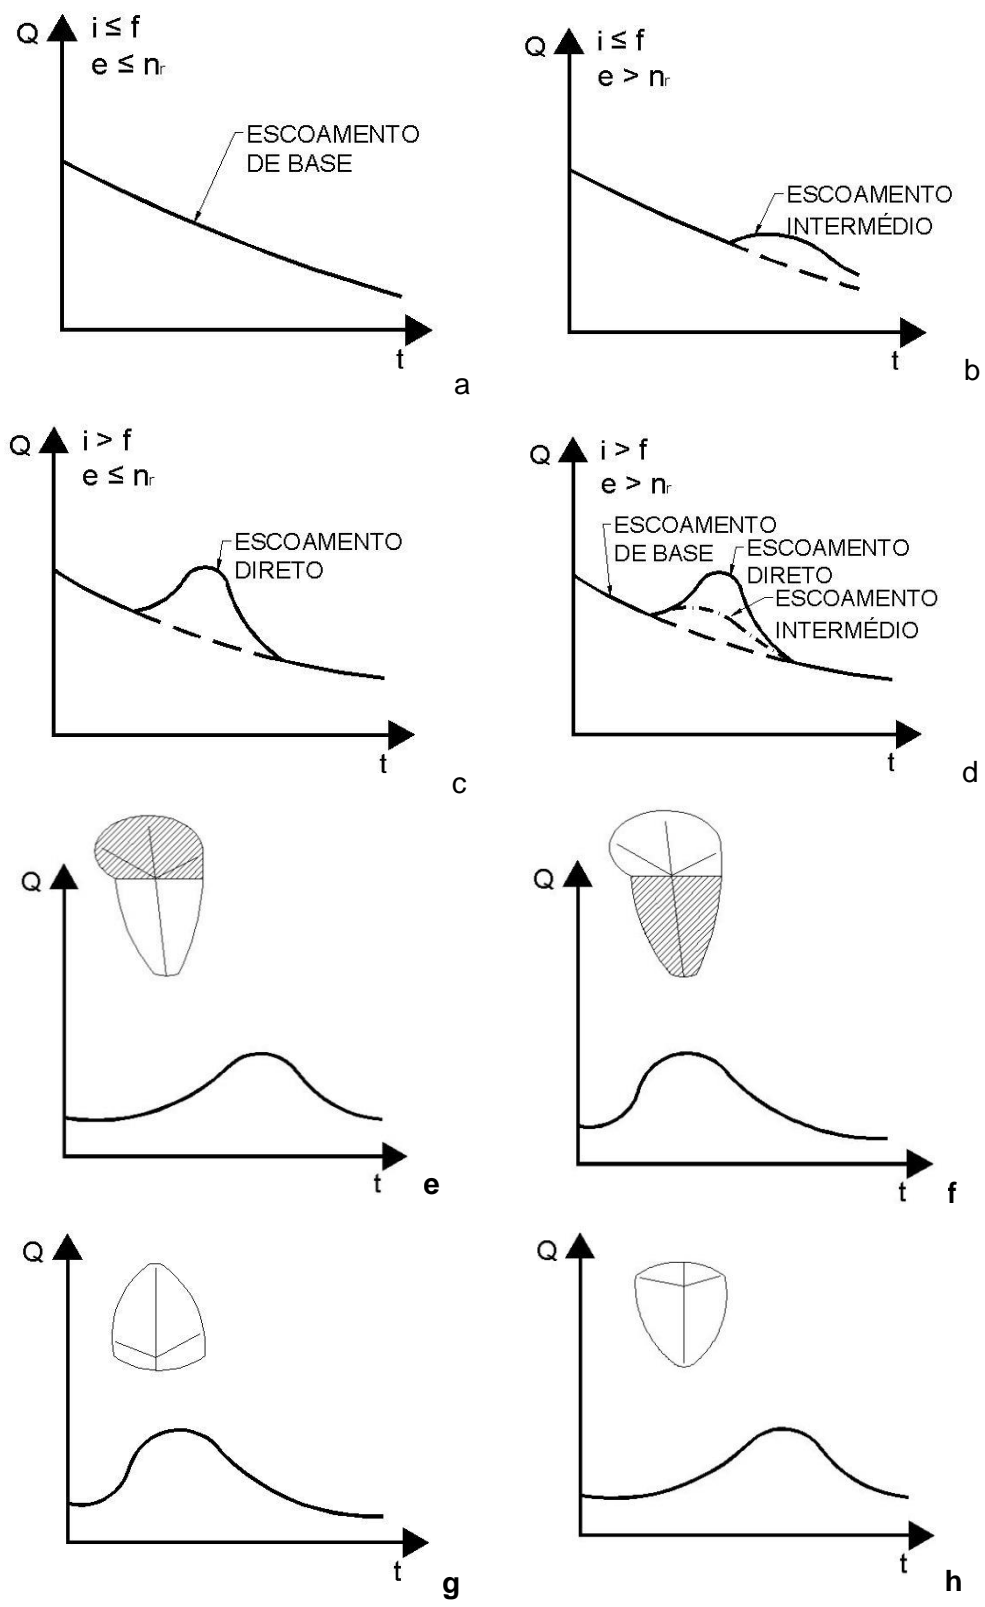 Q
i ≤ f
e ≤ nr
ESCOAMENTO
DE BASE
t
a
Q
i ≤ f
e > nr
ESCOAMENTO
INTERMÉDIO
t
b
Q
i > f
e ≤ nr
ESCOAMENTO
DIRETO
t
c
Q
i > f
e > nr
ESCOAMENTO
DE BASE
ESCOAMENTO
DIRETO
ESCOAMENTO
INTERMÉDIO
t
d
Q
t
e
Q
t
f
Q
t
g
Q
t
h